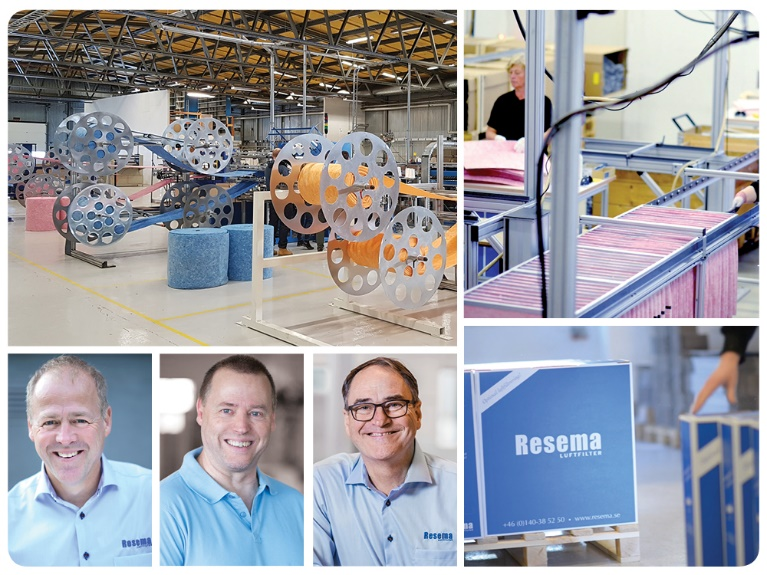 Resema
Resema
Resema
LUFTFILTER
+46 (0)140-38 52 50 • www.resema.se